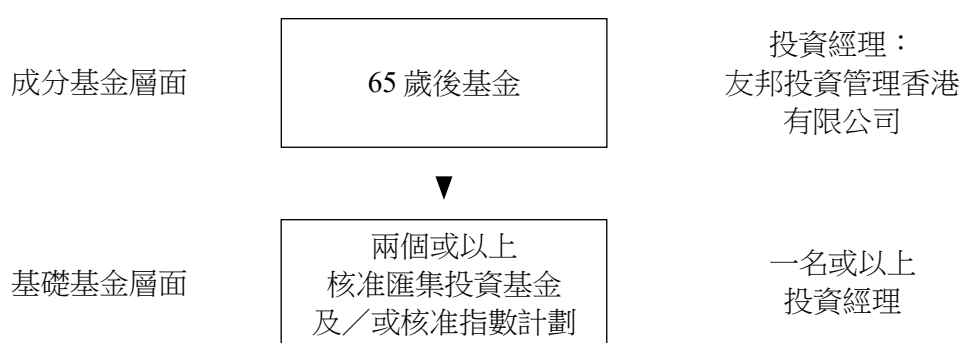 成分基金層面
65 歲後基金
投資經理：
友邦投資管理香港
有限公司
基礎基金層面
兩個或以上
核准匯集投資基金
及／或核准指數計劃
一名或以上
投資經理